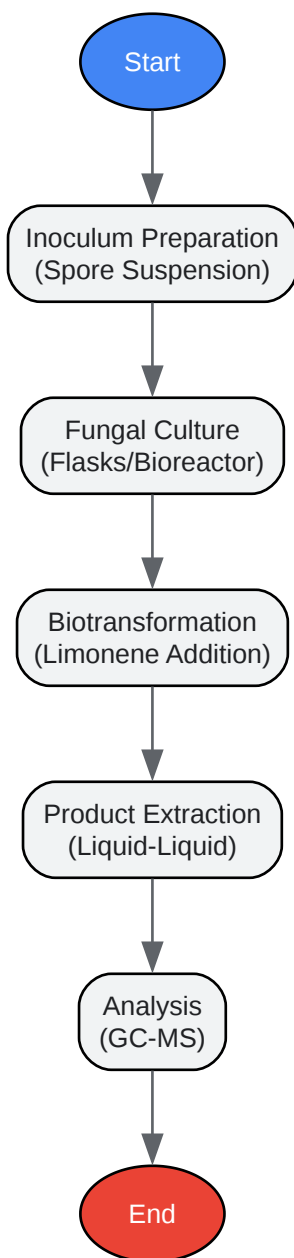 Start
Inoculum Preparation
(Spore Suspension)
Fungal Culture
(Flasks/Bioreactor)
Biotransformation
(Limonene Addition)
Product Extraction
(Liquid-Liquid)
Analysis
(GC-MS)
End